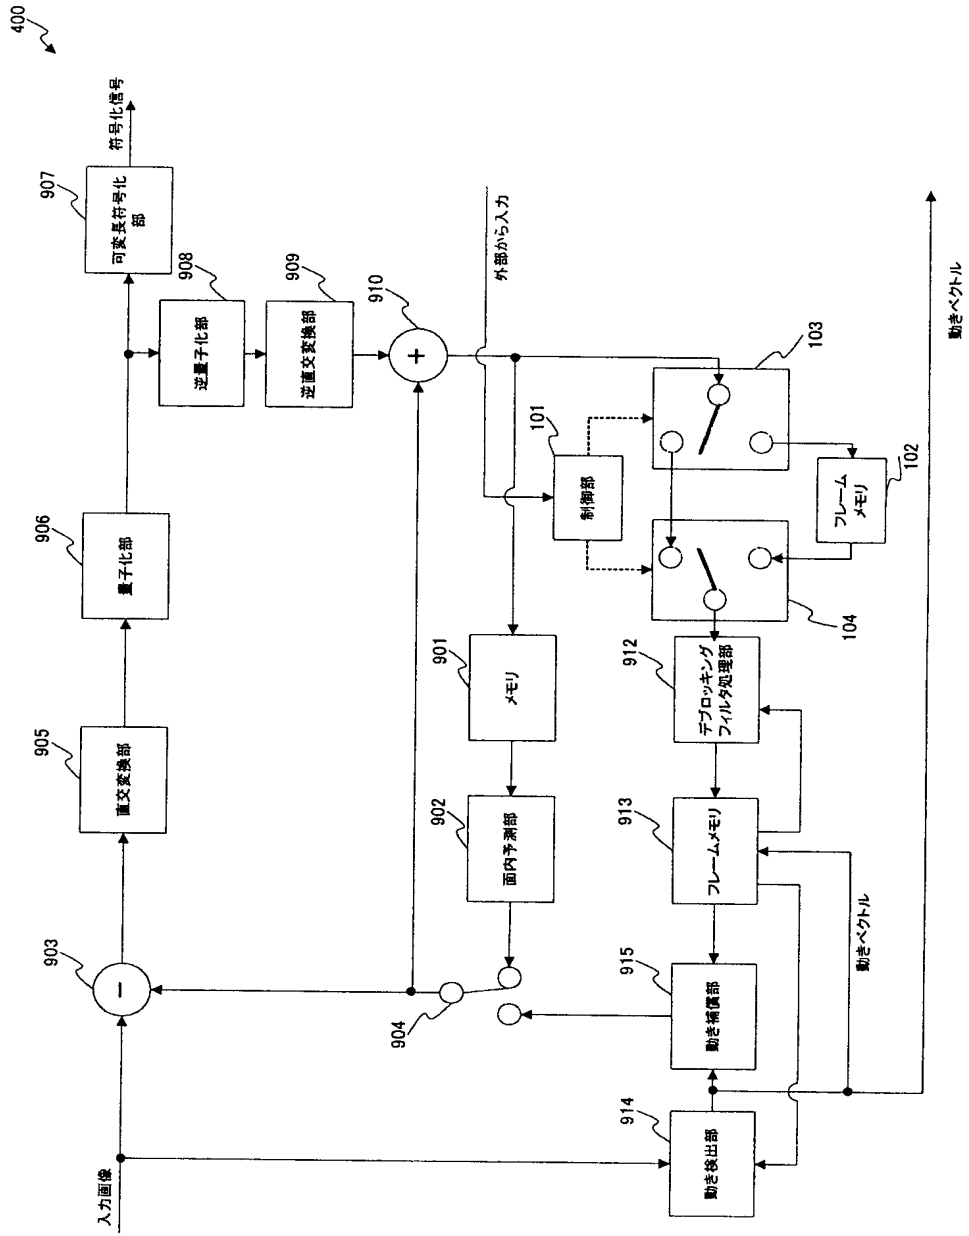 400
入力画像
903
－
905
直交変換部
906
量子化部
907
可変長符号化
部
符号化信号
908
逆量子化部
909
逆直交変換部
910
＋
外部から入力
904
902
面内予測部
901
メモリ
101
制御部
103
102
フレーム
メモリ
104
912
デブロッキング
フィルタ処理部
913
フレームメモリ
915
動き補償部
914
動き検出部
動きベクトル
動きベクトル